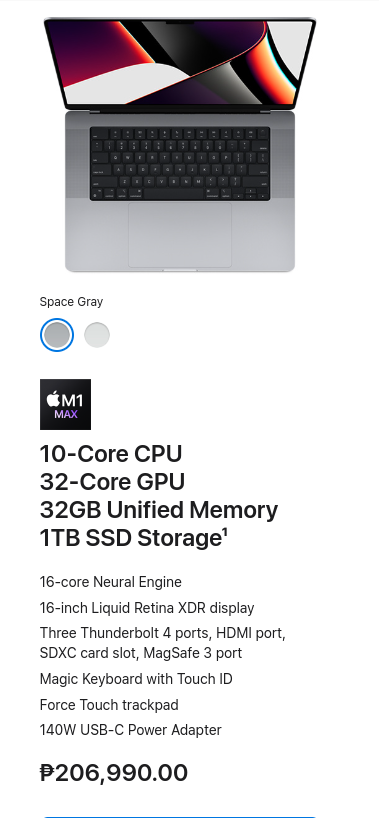 Space Gray
M1
MAX
10-Core CPU
32-Core GPU
32GB Unified Memory
1TB SSD Storage¹
16-core Neural Engine
16-inch Liquid Retina XDR display
Three Thunderbolt 4 ports, HDMI port,
SDXC card slot, MagSafe 3 port
Magic Keyboard with Touch ID
Force Touch trackpad
140W USB-C Power Adapter
₱206,990.00